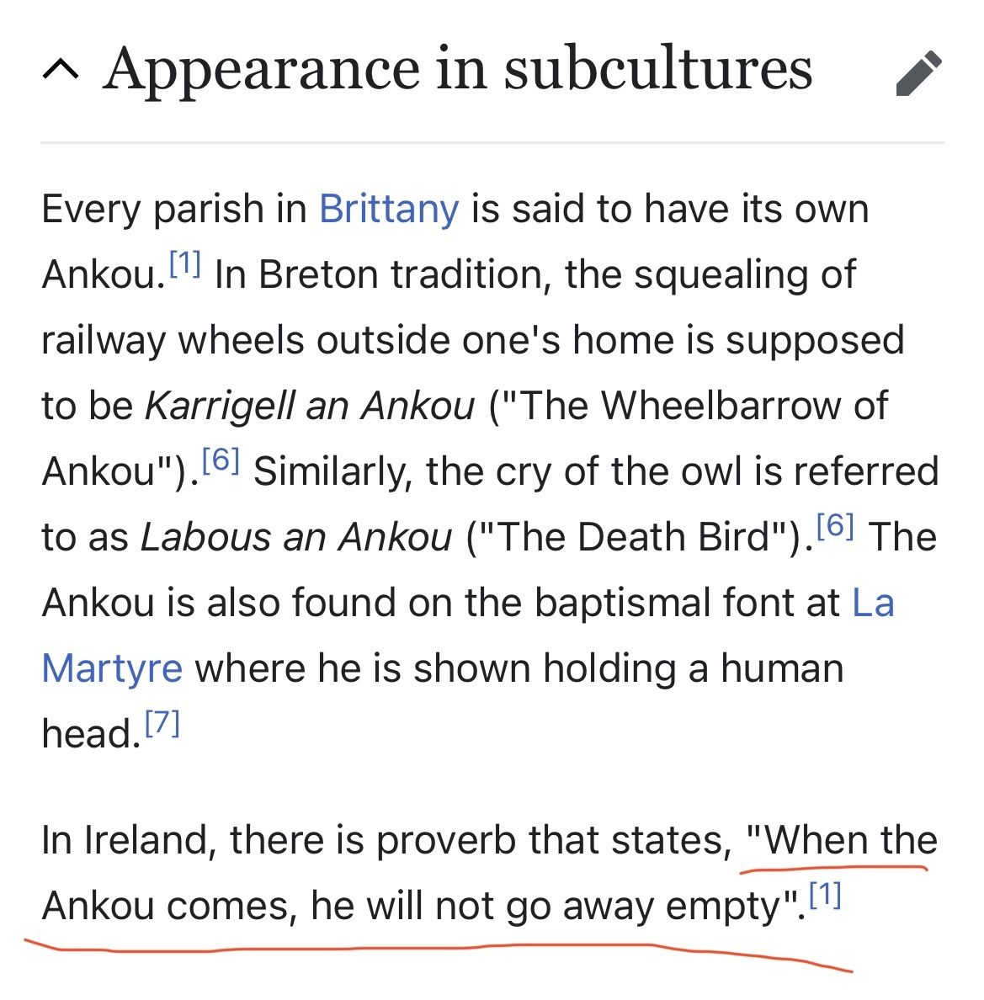 Appearance in subcultures
Every parish in Brittany is said to have its own
Ankou.[1] In Breton tradition, the squealing of
railway wheels outside one's home is supposed
to be Karrigell an Ankou ("The Wheelbarrow of
Ankou").[6] Similarly, the cry of the owl is referred
to as Labous an Ankou ("The Death Bird").[6] The
Ankou is also found on the baptismal font at La
Martyre where he is shown holding a human
head.[7]
In Ireland, there is proverb that states, "When the
Ankou comes, he will not go away empty".[1]